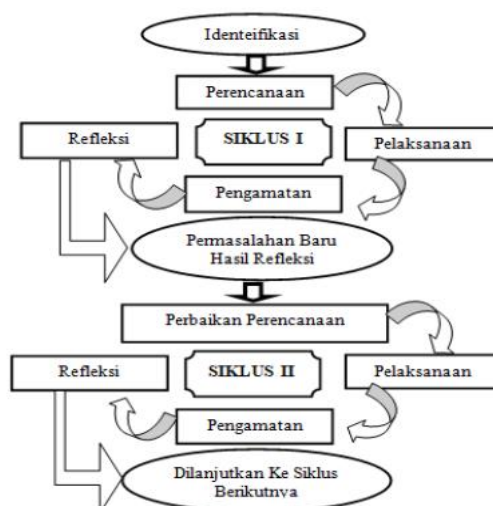 Identeifikasi
Perencanaan
Refleksi
SIKLUS I
Pelaksanaan
Pengamatan
Permasalahan Baru
Hasil Refleksi
Perbaikan Perencanaan
Refleksi
SIKLUS II
Pelaksanaan
Pengamatan
Dilanjutkan Ke Siklus
Berikutnya